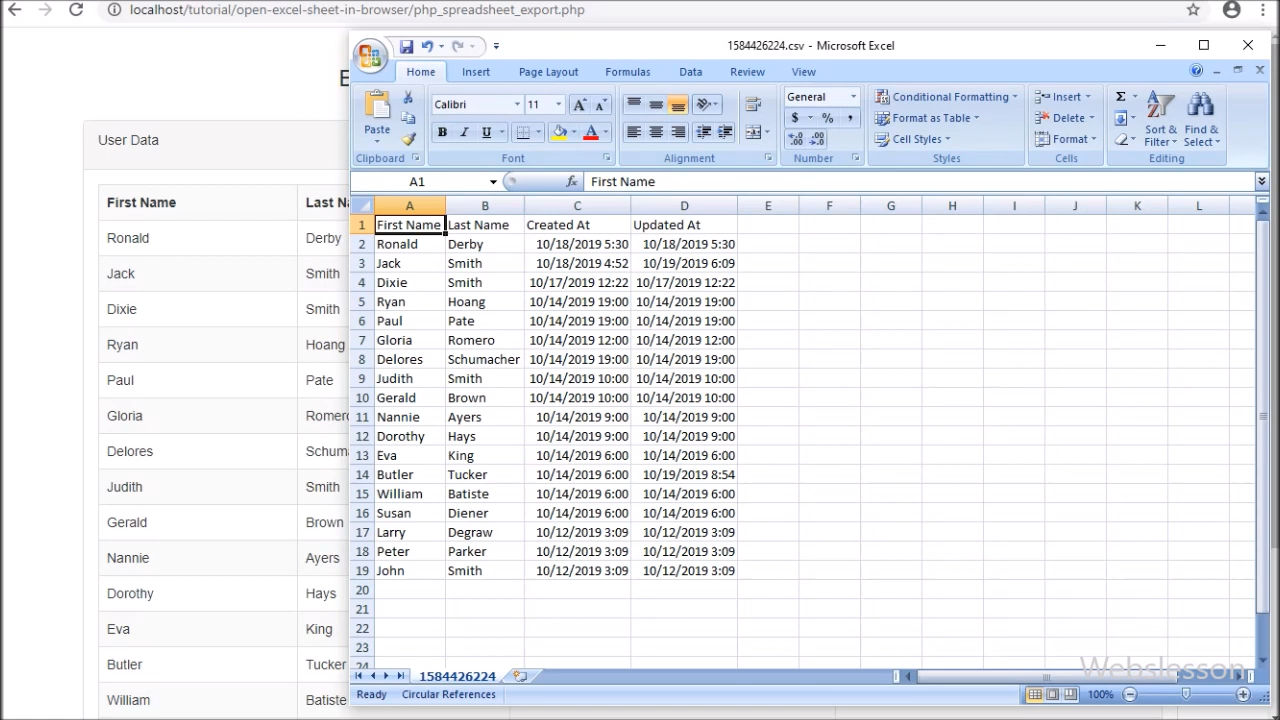 localhost/tutorial/open-excel-sheet-in-browser/php_spreadsheet_export.php
E
User Data
First Name Last Na
Ronald Derby
Jack Smith
Dixie Smith
Ryan Hoang
Paul Pate
Gloria Romero
Delores Schum
Judith Smith
Gerald Brown
Nannie Ayers
Dorothy Hays
Eva King
Butler Tucker
William Batiste
1584426224.csv - Microsoft Excel
Home Insert Page Layout Formulas Data Review View
Paste
Calibri 11
B I U
General
$ % ,
Conditional Formatting
Format as Table
Cell Styles
Insert
Delete
Format
Σ
Sort & Filter
Find & Select
Clipboard Font Alignment Number Styles Cells Editing
A1 fx First Name
A B C D E F G H I J K L
1 First Name Last Name Created At Updated At
2 Ronald Derby 10/18/2019 5:30 10/18/2019 5:30
3 Jack Smith 10/18/2019 4:52 10/19/2019 6:09
4 Dixie Smith 10/17/2019 12:22 10/17/2019 12:22
5 Ryan Hoang 10/14/2019 19:00 10/14/2019 19:00
6 Paul Pate 10/14/2019 19:00 10/14/2019 19:00
7 Gloria Romero 10/14/2019 12:00 10/14/2019 12:00
8 Delores Schumacher 10/14/2019 19:00 10/14/2019 19:00
9 Judith Smith 10/14/2019 10:00 10/14/2019 10:00
10 Gerald Brown 10/14/2019 10:00 10/14/2019 10:00
11 Nannie Ayers 10/14/2019 9:00 10/14/2019 9:00
12 Dorothy Hays 10/14/2019 9:00 10/14/2019 9:00
13 Eva King 10/14/2019 6:00 10/14/2019 6:00
14 Butler Tucker 10/14/2019 6:00 10/19/2019 8:54
15 William Batiste 10/14/2019 6:00 10/14/2019 6:00
16 Susan Diener 10/14/2019 6:00 10/14/2019 6:00
17 Larry Degraw 10/12/2019 3:09 10/12/2019 3:09
18 Peter Parker 10/12/2019 3:09 10/12/2019 3:09
19 John Smith 10/12/2019 3:09 10/12/2019 3:09
20
21
22
23
24
1584426224
Webslesson
Ready Circular References 100%